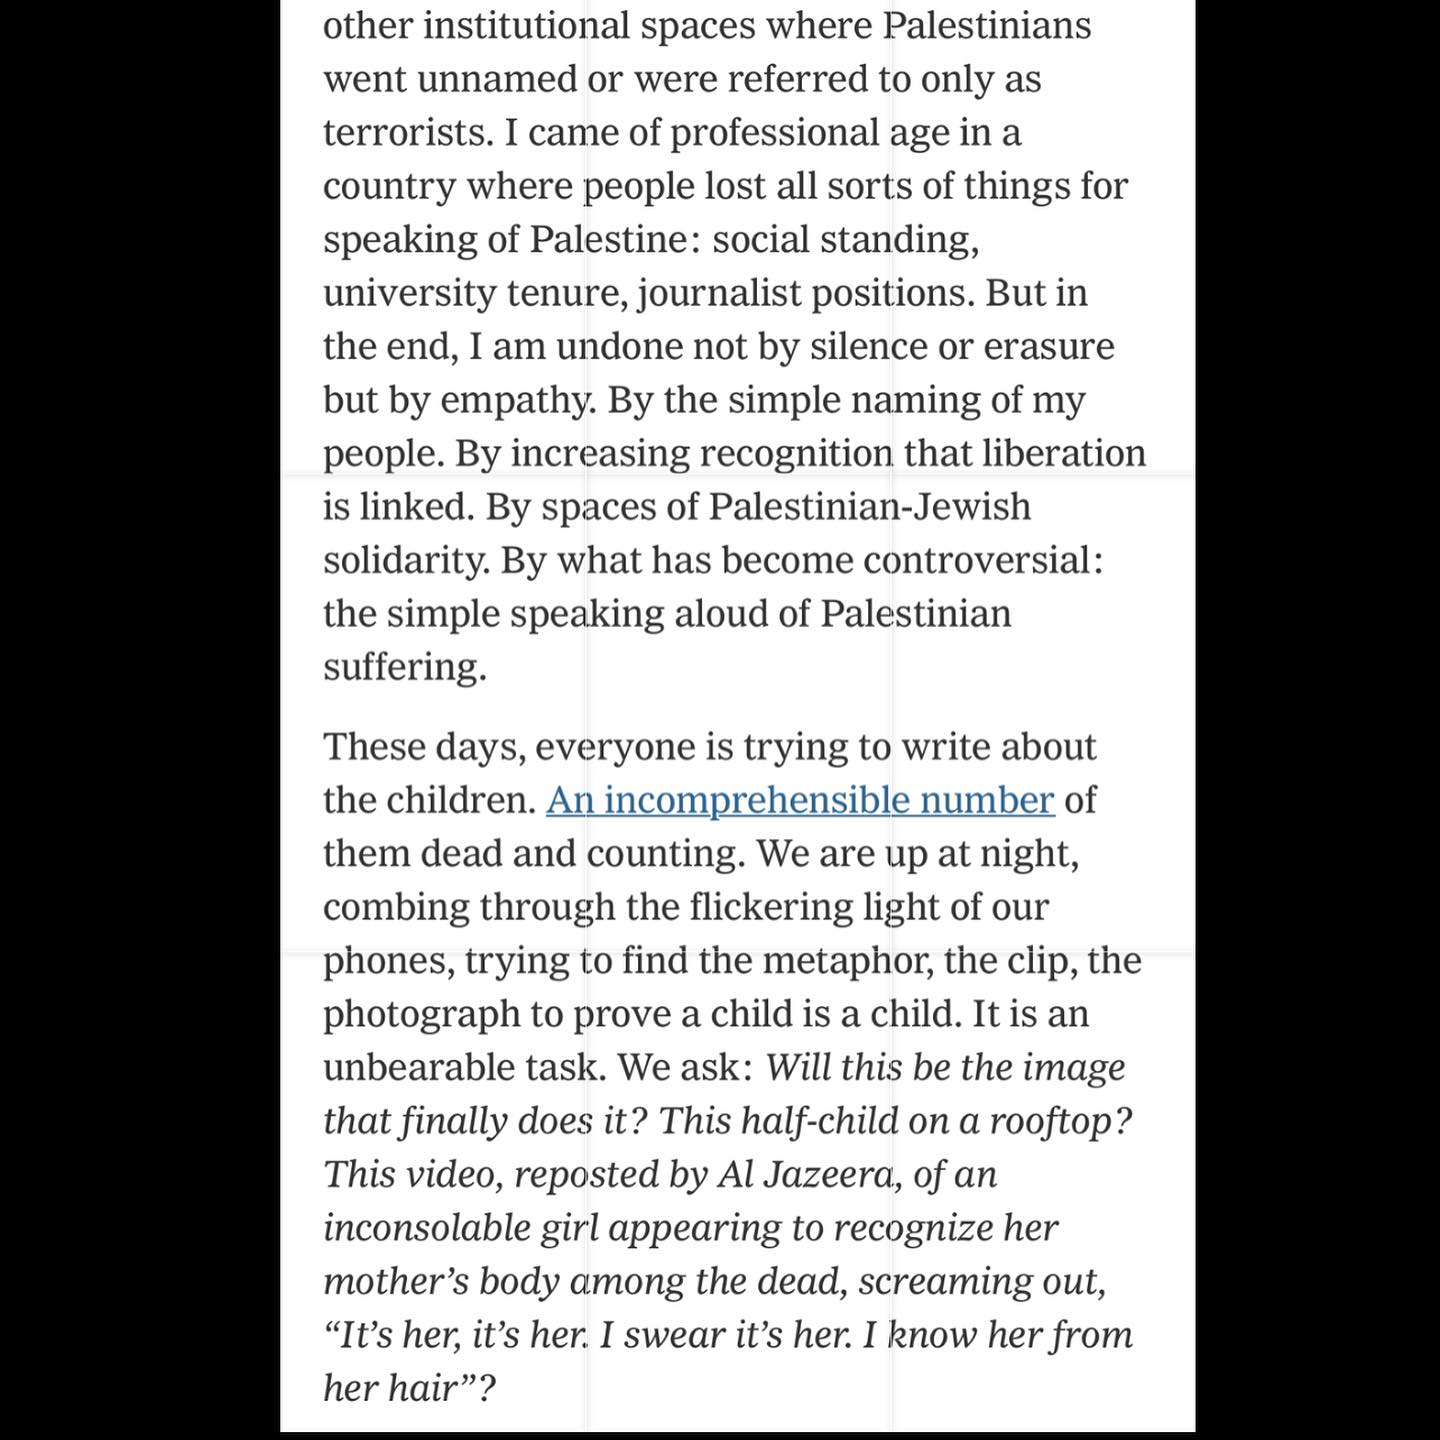 other institutional spaces where Palestinians
went unnamed or were referred to only as
terrorists. I came of professional age in a
country where people lost all sorts of things for
speaking of Palestine: social standing,
university tenure, journalist positions. But in
the end, I am undone not by silence or erasure
but by empathy. By the simple naming of my
people. By increasing recognition that liberation
is linked. By spaces of Palestinian-Jewish
solidarity. By what has become controversial:
the simple speaking aloud of Palestinian
suffering.
These days, everyone is trying to write about
the children. An incomprehensible number of
them dead and counting. We are up at night,
combing through the flickering light of our
phones, trying to find the metaphor, the clip, the
photograph to prove a child is a child. It is an
unbearable task. We ask: Will this be the image
that finally does it? This half-child on a rooftop?
This video, reposted by Al Jazeera, of an
inconsolable girl appearing to recognize her
mother’s body among the dead, screaming out,
“It’s her, it’s her. I swear it’s her. I know her from
her hair”?